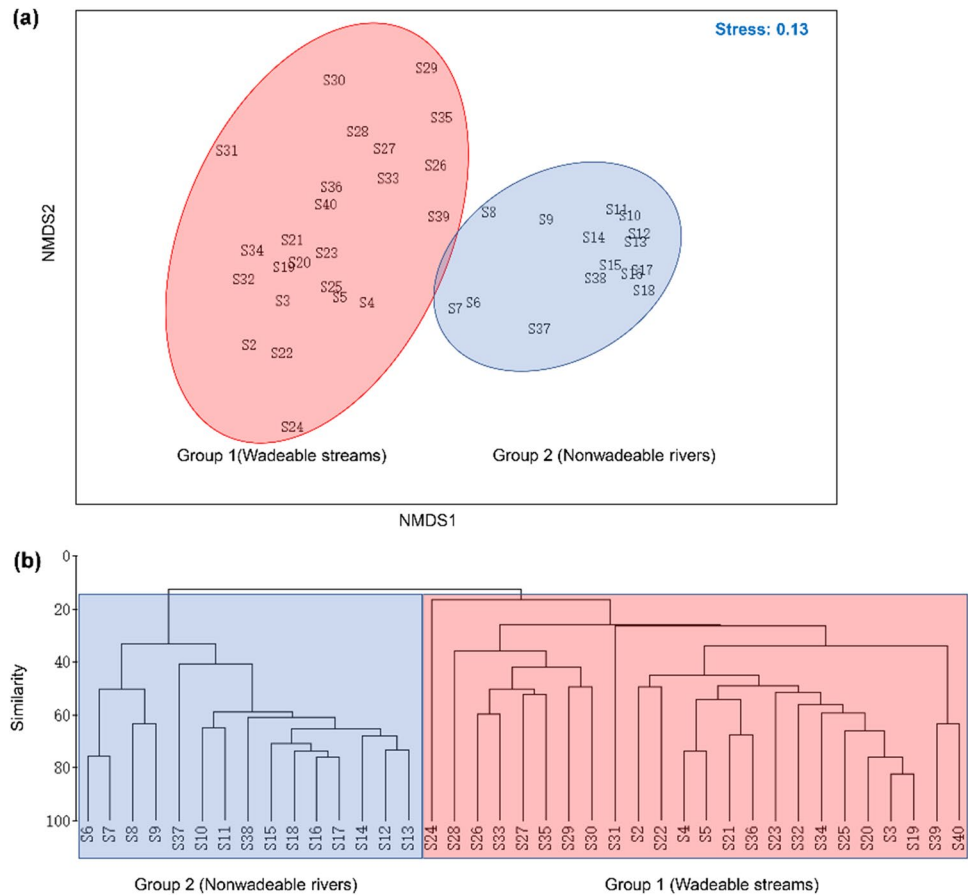 (a)
Stress: 0.13
S29
S30
S35
S28
S27
S31
S26
S33
S36
S40
S39
S8
S11
S10
S9
S12
S14
S13
S21
S34
S23
S20
S19
S15
S17
S16
S32
S38
S25
S18
S5
S3
S4
S6
S7
S37
S2
S22
S24
Group 1(Wadeable streams)
Group 2 (Nonwadeable rivers)
NMDS2
NMDS1
(b)
0
20
40
60
80
100
Similarity
S6 S7 S8 S9 S37 S10 S11 S38 S15 S18 S16 S17 S14 S12 S13 S24 S28 S26 S33 S27 S35 S29 S30 S31 S2 S22 S4 S5 S21 S36 S23 S32 S34 S25 S20 S3 S19 S39 S40
Group 2 (Nonwadeable rivers)
Group 1 (Wadeable streams)